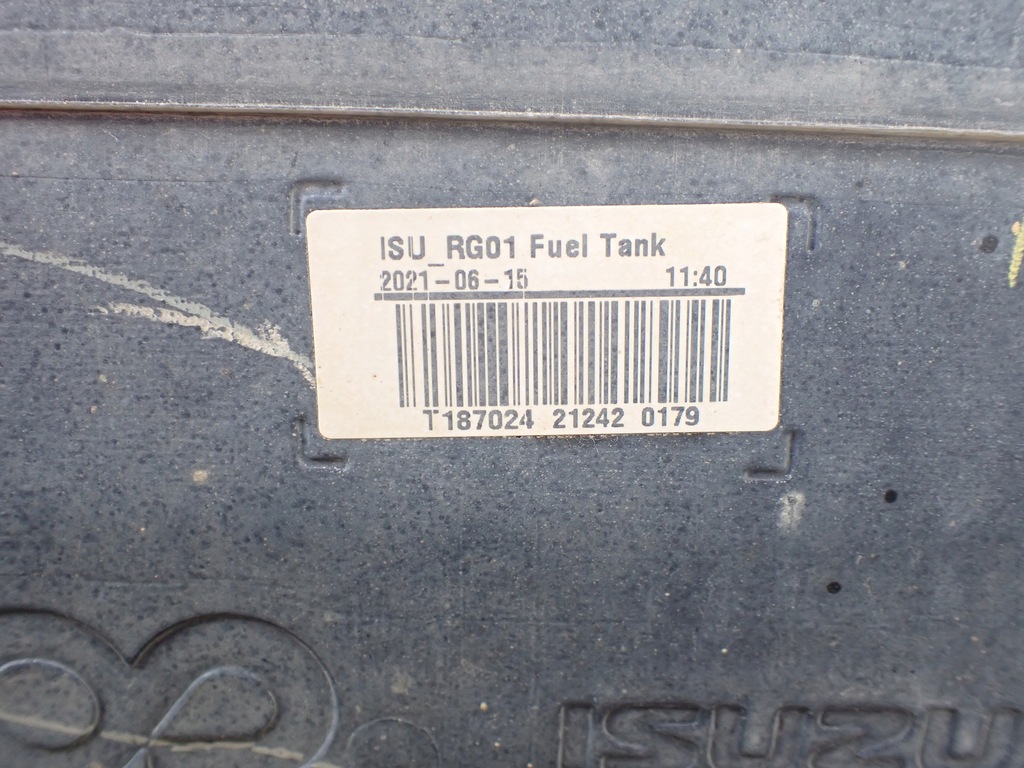 ISU_RG01 Fuel Tank
2021-06-15 11:40
T187024 21242 0179
ISUZU